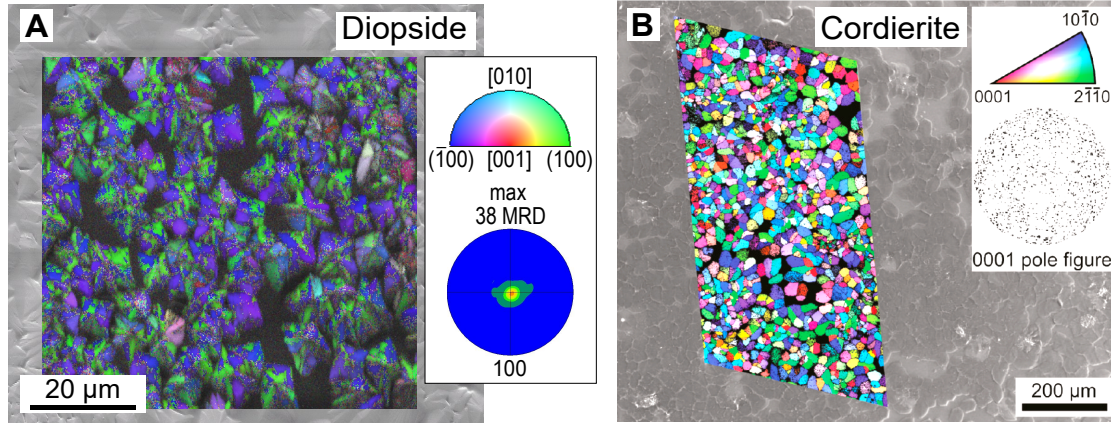 A
Diopside
[010]
(1̄00) [001] (100)
max
38 MRD
100
20 µm
B
Cordierite
101̄0
0001 21̄1̄0
0001 pole figure
200 µm